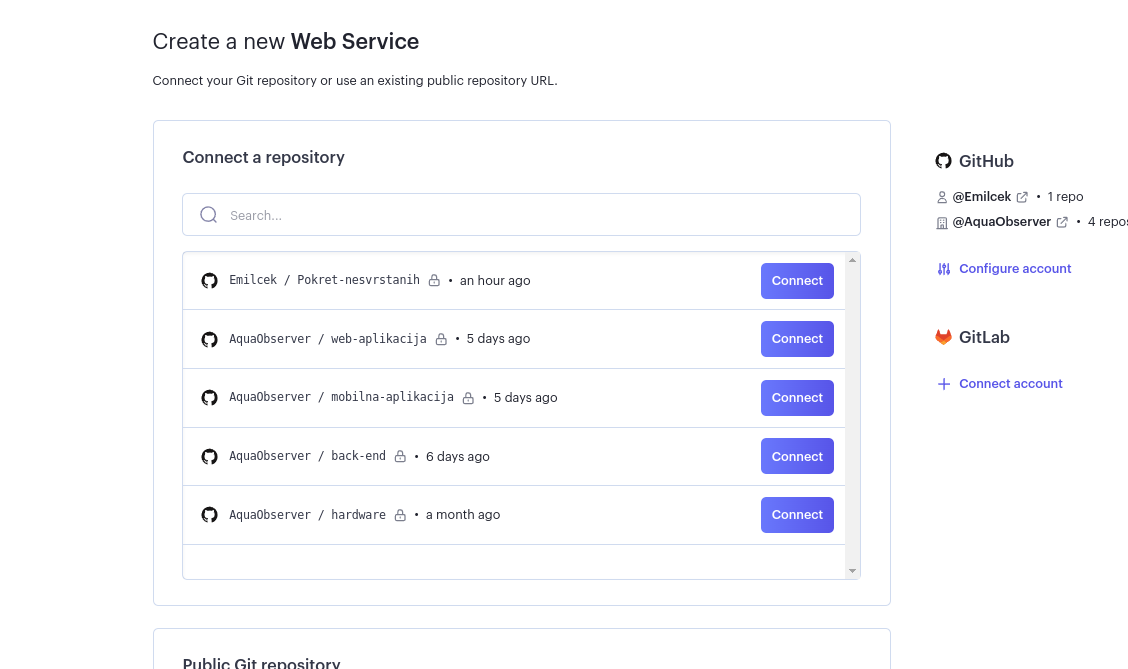 Create a new Web Service
Connect your Git repository or use an existing public repository URL.
Connect a repository
Search...
Emilcek / Pokret-nesvrstanih • an hour ago Connect
AquaObserver / web-aplikacija • 5 days ago Connect
AquaObserver / mobilna-aplikacija • 5 days ago Connect
AquaObserver / back-end • 6 days ago Connect
AquaObserver / hardware • a month ago Connect
Public Git repository
GitHub
@Emilcek • 1 repo
@AquaObserver • 4 repos
Configure account
GitLab
Connect account